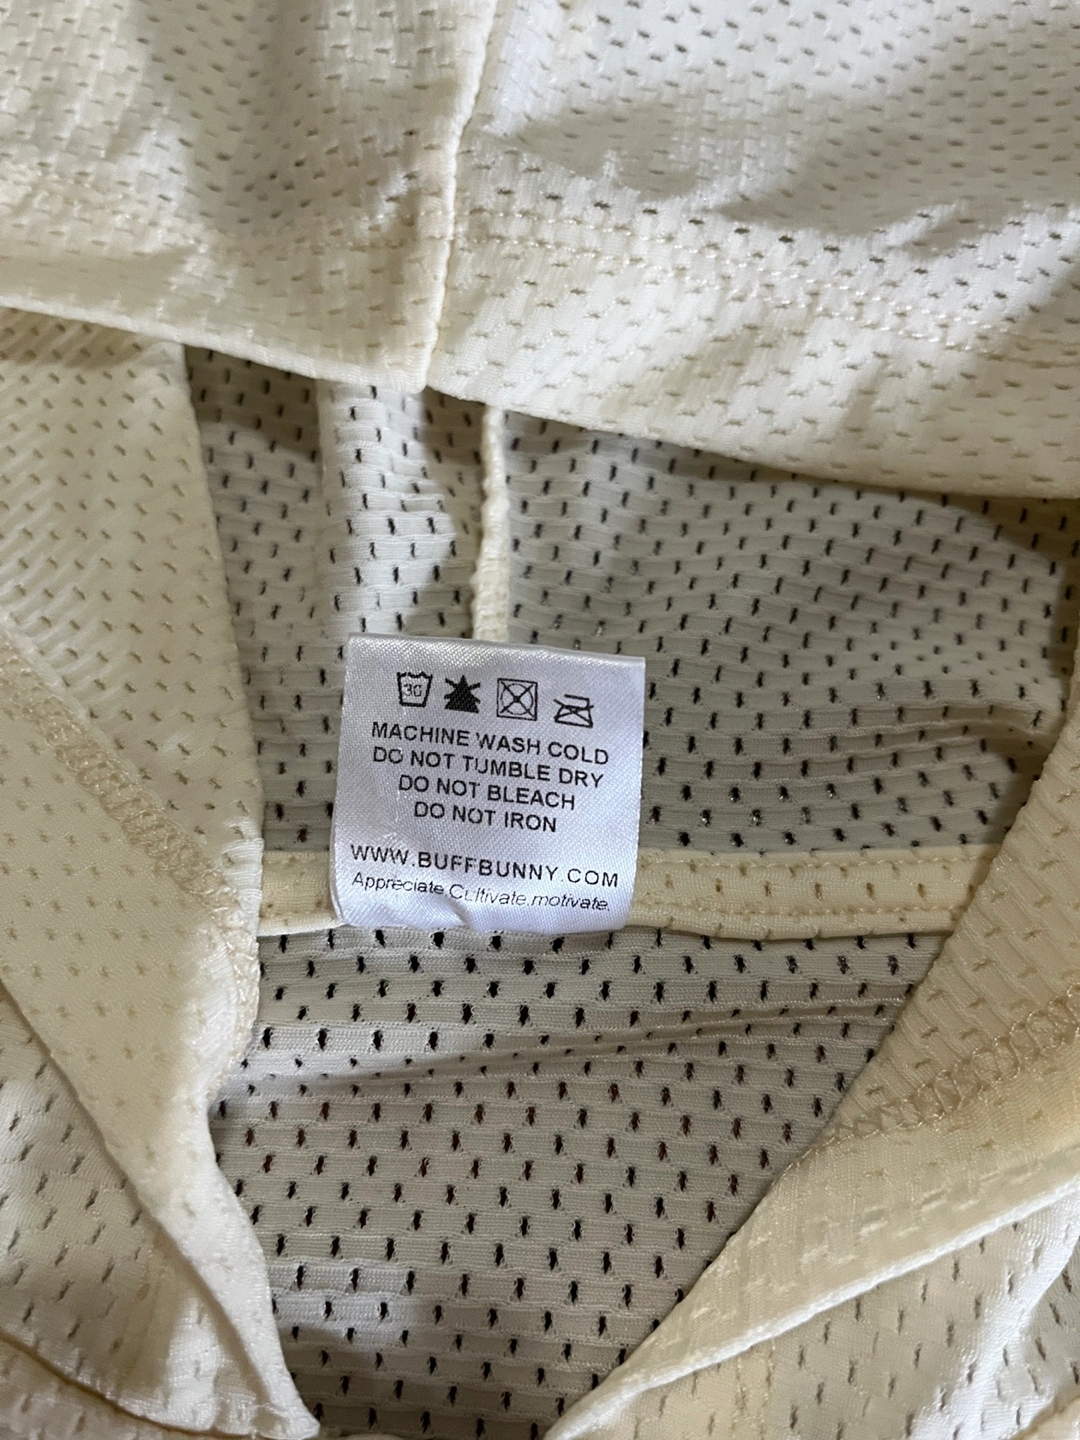 30
MACHINE WASH COLD
DO NOT TUMBLE DRY
DO NOT BLEACH
DO NOT IRON
WWW.BUFFBUNNY.COM
Appreciate.Cultivate.motivate.